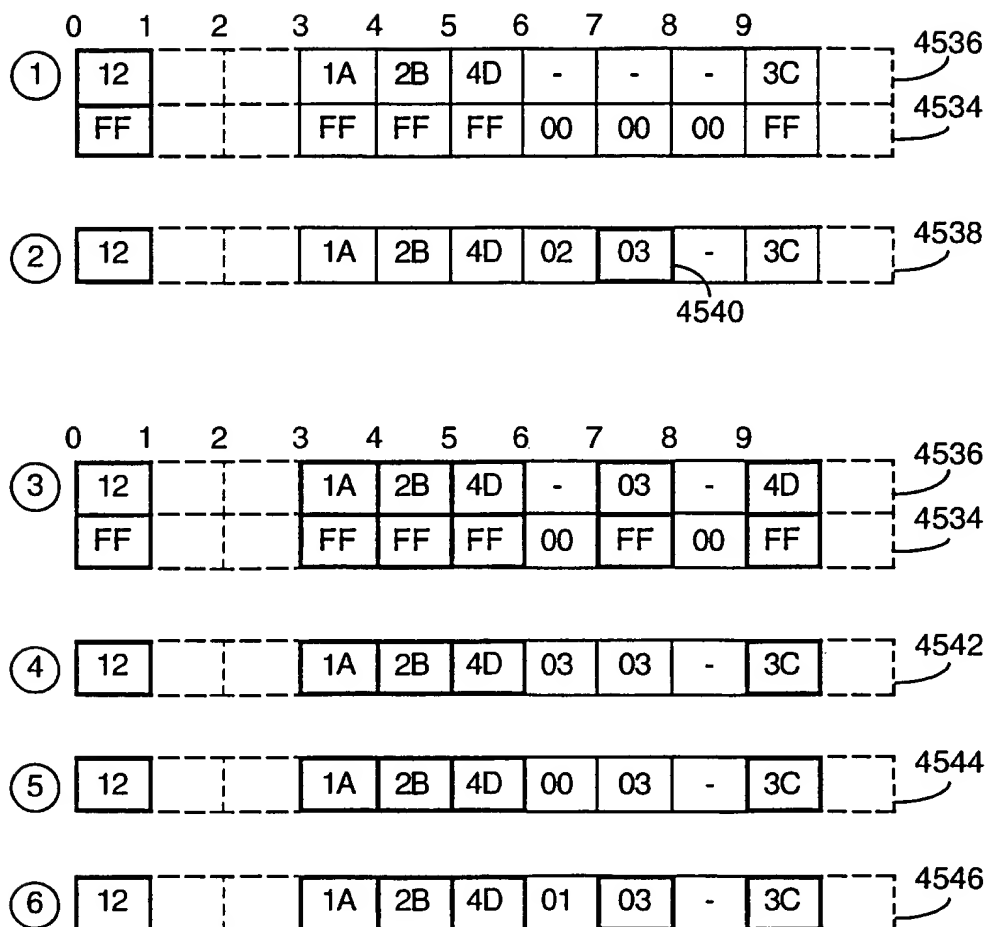 0 1 2 3 4 5 6 7 8 9
1 12 1A 2B 4D - - - 3C 4536
FF FF FF FF 00 00 00 FF 4534
2 12 1A 2B 4D 02 03 - 3C 4538
4540
0 1 2 3 4 5 6 7 8 9
3 12 1A 2B 4D - 03 - 4D 4536
FF FF FF FF 00 FF 00 FF 4534
4 12 1A 2B 4D 03 03 - 3C 4542
5 12 1A 2B 4D 00 03 - 3C 4544
6 12 1A 2B 4D 01 03 - 3C 4546